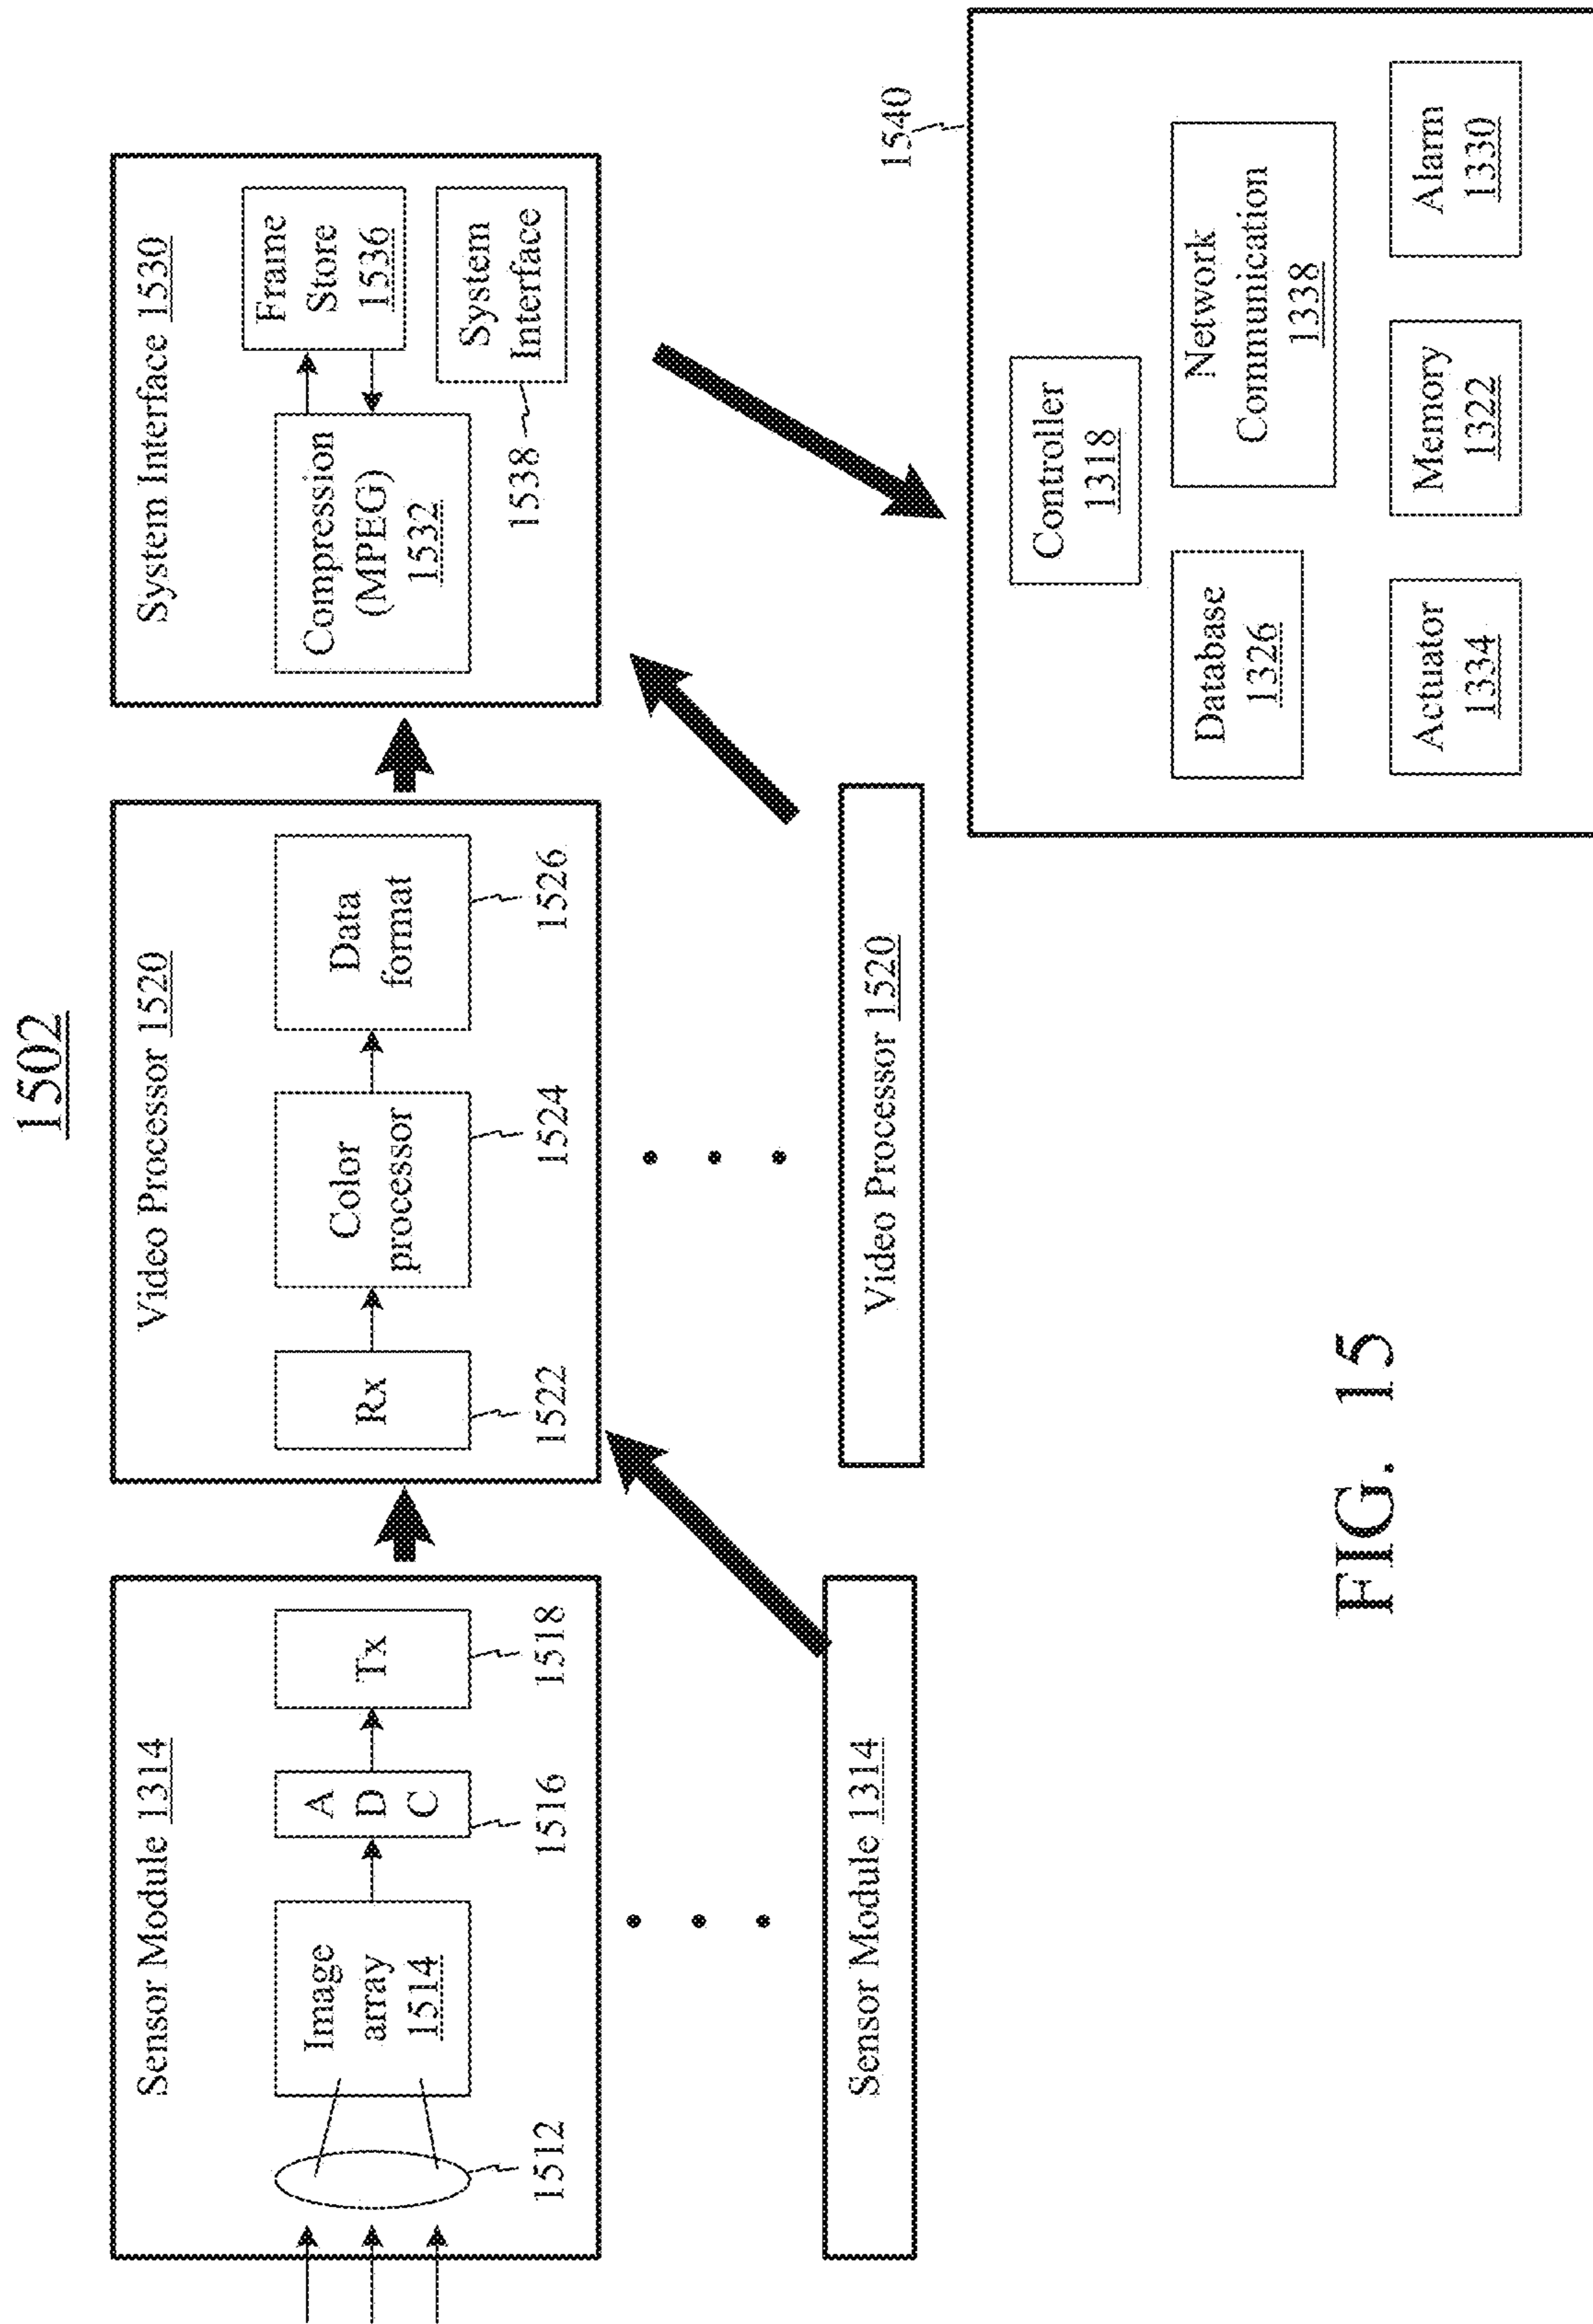 1502
Sensor Module 1314
Image
array
1514
A
D
C
Tx
1512
1516
1518
Sensor Module 1314
Video Processor 1520
Rx
Color
processor
Data
format
1522
1524
1526
Video Processor 1520
System Interface 1530
Compression
(MPEG)
1532
Frame
Store
1536
System
Interface
1538
1540
Controller
1318
Database
1326
Network
Communication
1338
Actuator
1334
Memory
1322
Alarm
1330
FIG. 15